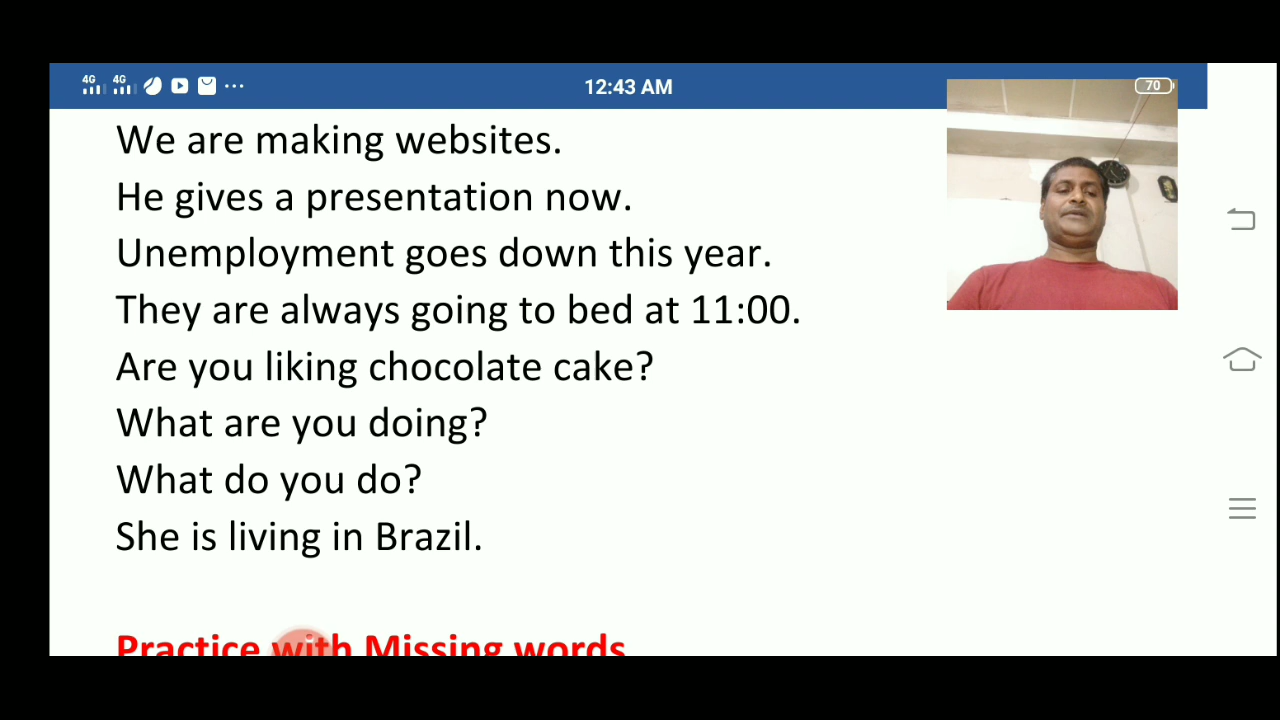 4G 4G 12:43 AM 70
We are making websites.
He gives a presentation now.
Unemployment goes down this year.
They are always going to bed at 11:00.
Are you liking chocolate cake?
What are you doing?
What do you do?
She is living in Brazil.
Practice with Missing words